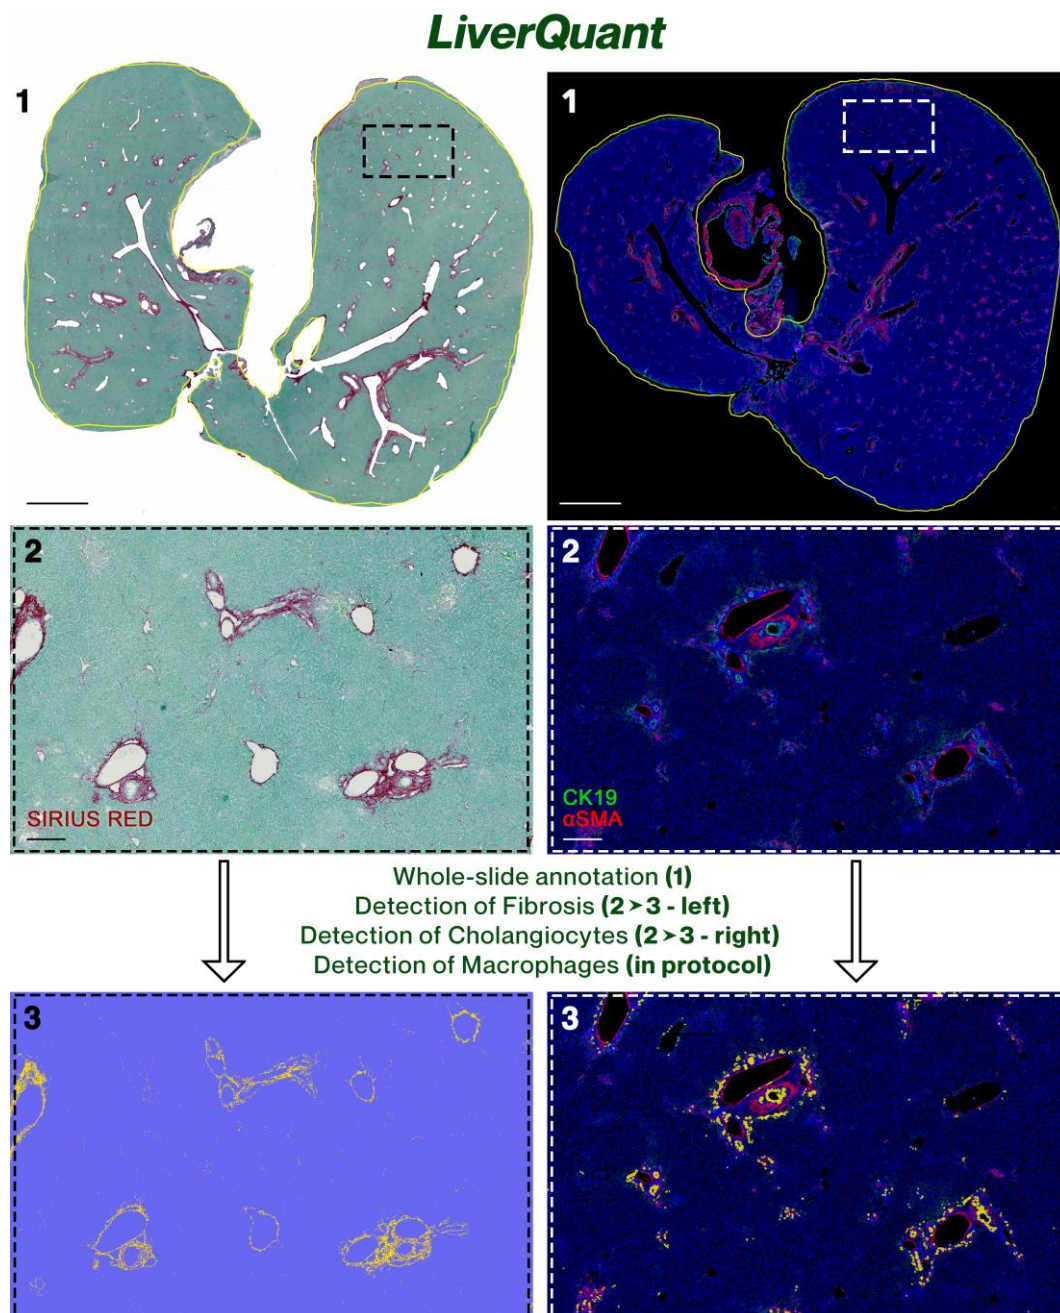 LiverQuant
1
1
2
SIRIUS RED
2
CK19
αSMA
Whole-slide annotation (1)
Detection of Fibrosis (2➤3 - left)
Detection of Cholangiocytes (2➤3 - right)
Detection of Macrophages (in protocol)
3
3